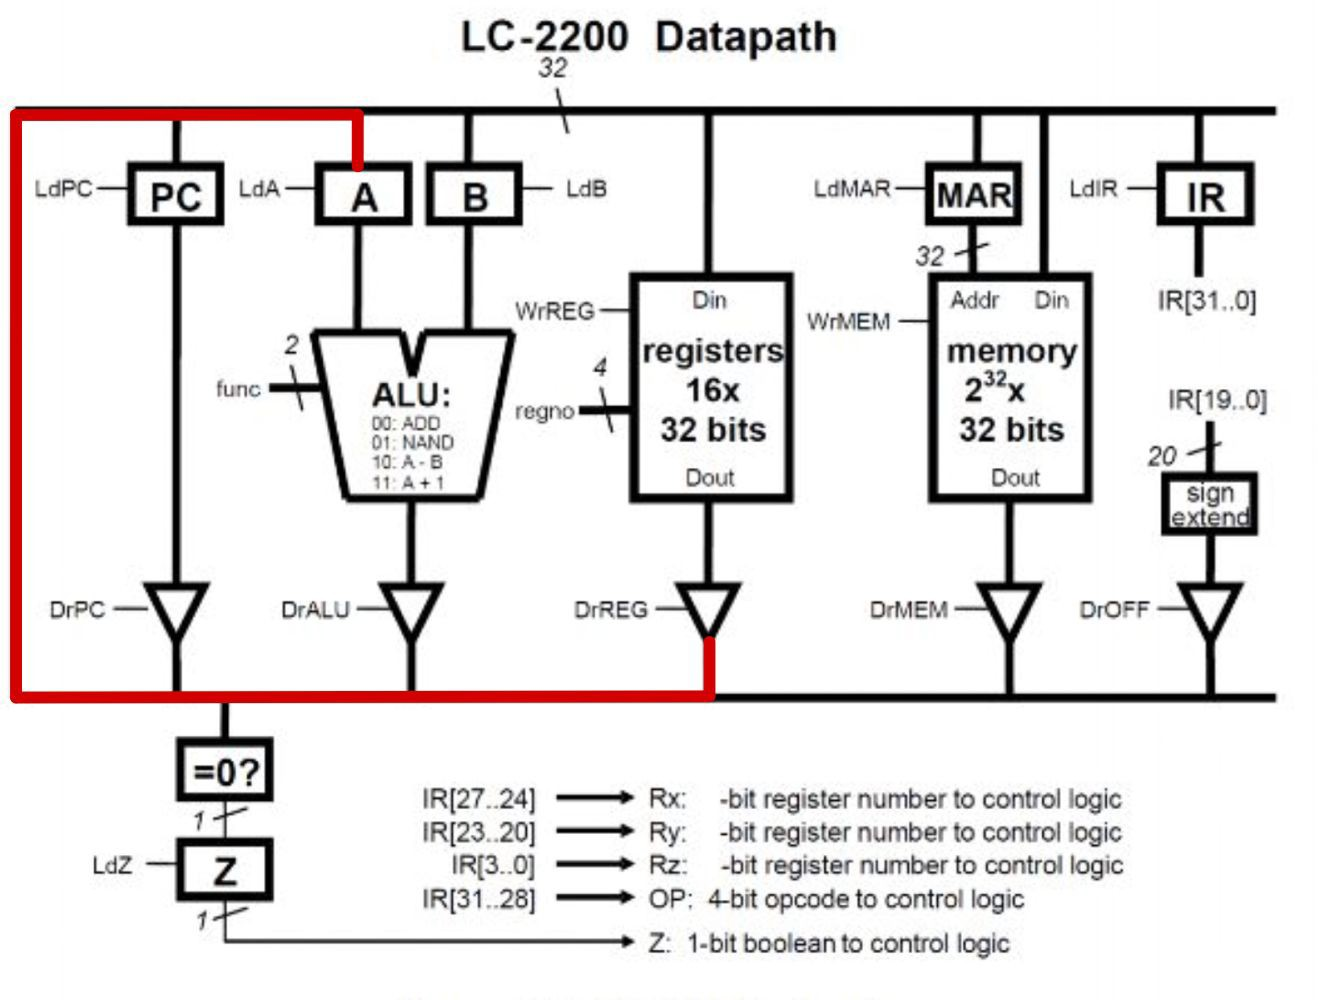 LC-2200 Datapath
32
LdPC
PC
LdA
A
B
LdB
LdMAR
MAR
LdIR
IR
32
WrREG
Din
registers
16x
32 bits
Dout
4
regno
WrMEM
Addr Din
memory
2³²x
32 bits
Dout
IR[31..0]
2
func
ALU:
00: ADD
01: NAND
10: A - B
11: A + 1
IR[19..0]
20
sign
extend
DrPC
DrALU
DrREG
DrMEM
DrOFF
=0?
1
LdZ
Z
1
IR[27..24] Rx: -bit register number to control logic
IR[23..20] Ry: -bit register number to control logic
IR[3..0] Rz: -bit register number to control logic
IR[31..28] OP: 4-bit opcode to control logic
Z: 1-bit boolean to control logic